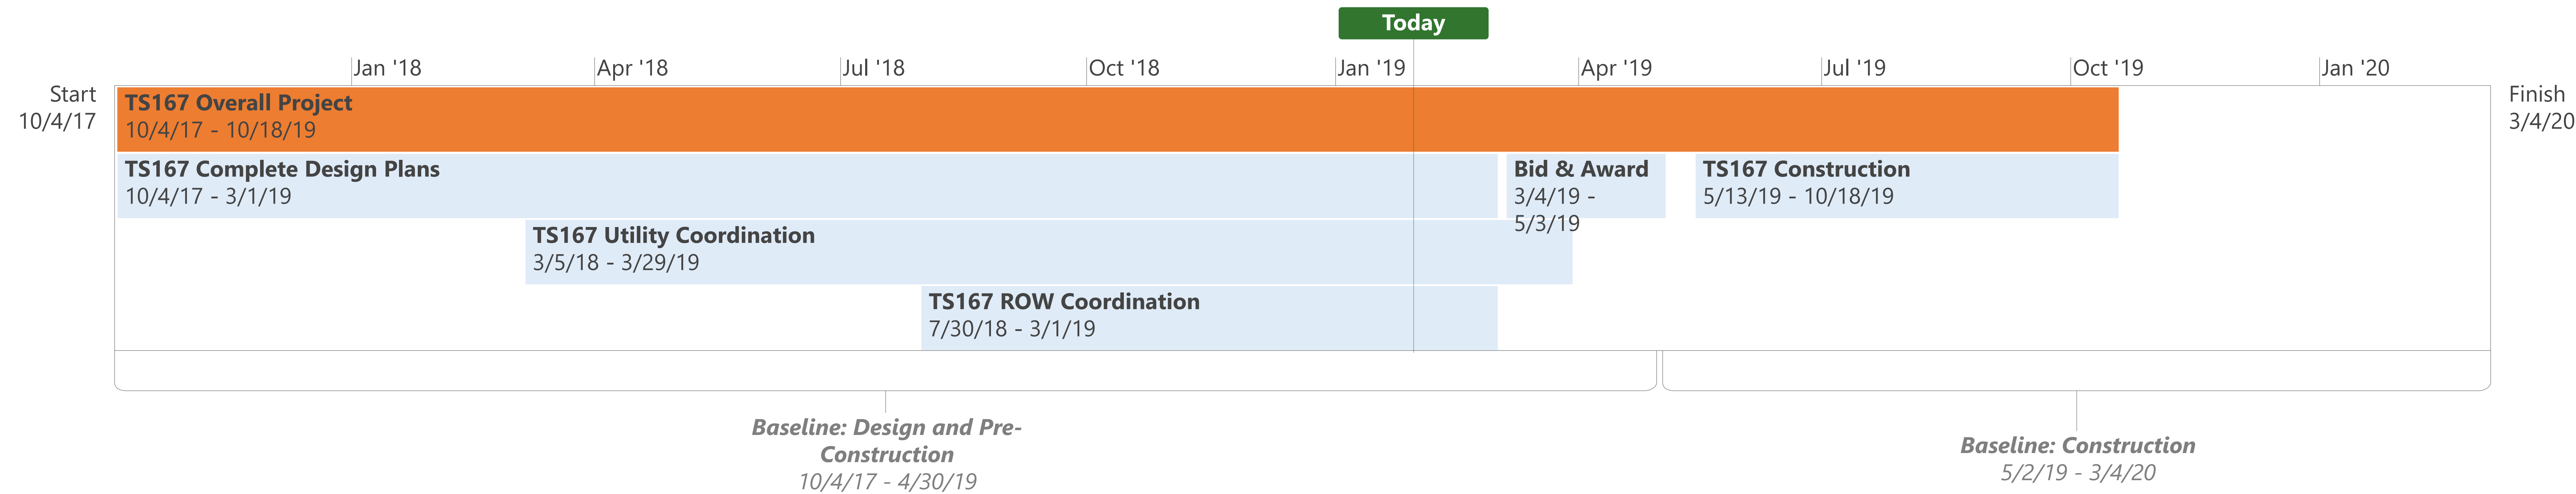 Today
Jan '18
Apr '18
Jul '18
Oct '18
Jan '19
Apr '19
Jul '19
Oct '19
Jan '20
Start
10/4/17
Finish
3/4/20
TS167 Overall Project
10/4/17 - 10/18/19
TS167 Complete Design Plans
10/4/17 - 3/1/19
Bid & Award
3/4/19 -
5/3/19
TS167 Construction
5/13/19 - 10/18/19
TS167 Utility Coordination
3/5/18 - 3/29/19
TS167 ROW Coordination
7/30/18 - 3/1/19
Baseline: Design and Pre-
Construction
10/4/17 - 4/30/19
Baseline: Construction
5/2/19 - 3/4/20